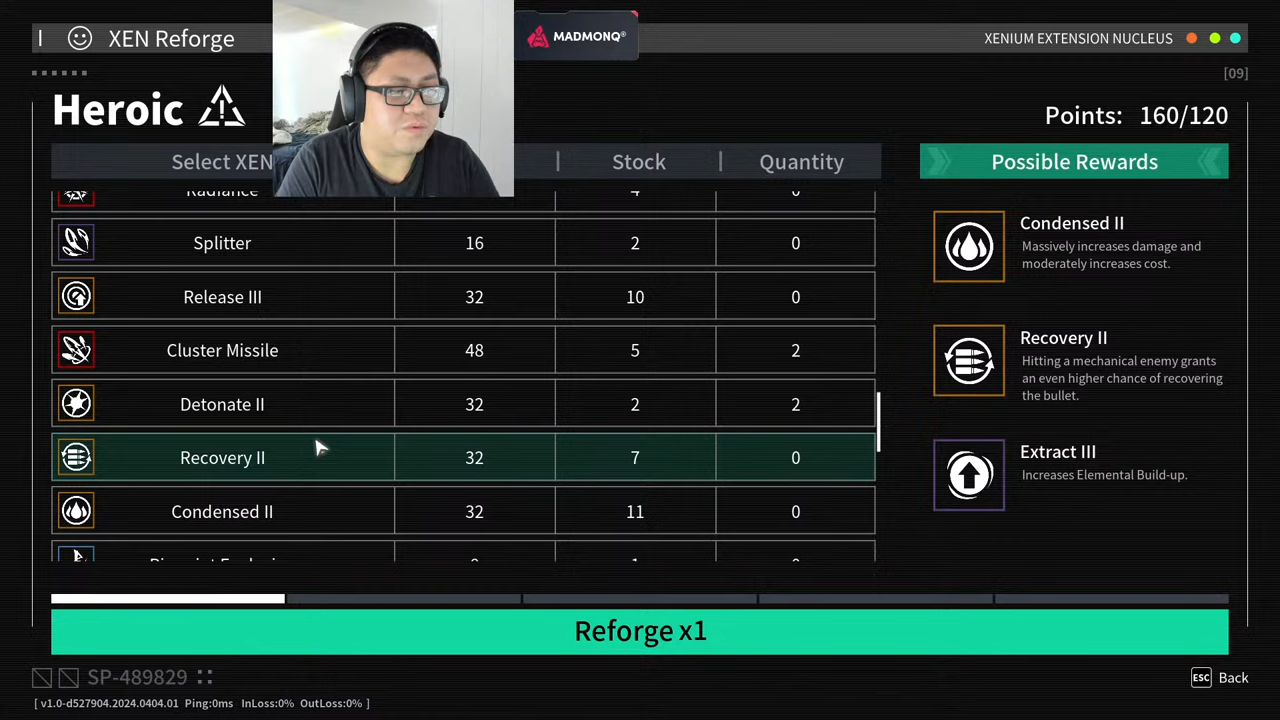 XEN Reforge
MADMONQ®
XENIUM EXTENSION NUCLEUS
[09]
Heroic
Points: 160/120
Select XEN
Stock
Quantity
Possible Rewards
Radiance 4 0
Splitter 16 2 0
Release III 32 10 0
Cluster Missile 48 5 2
Detonate II 32 2 2
Recovery II 32 7 0
Condensed II 32 11 0
Condensed II
Massively increases damage and
moderately increases cost.
Recovery II
Hitting a mechanical enemy grants
an even higher chance of recovering
the bullet.
Extract III
Increases Elemental Build-up.
Reforge x1
SP-489829
ESC Back
[ v1.0-d527904.2024.0404.01 Ping:0ms InLoss:0% OutLoss:0% ]